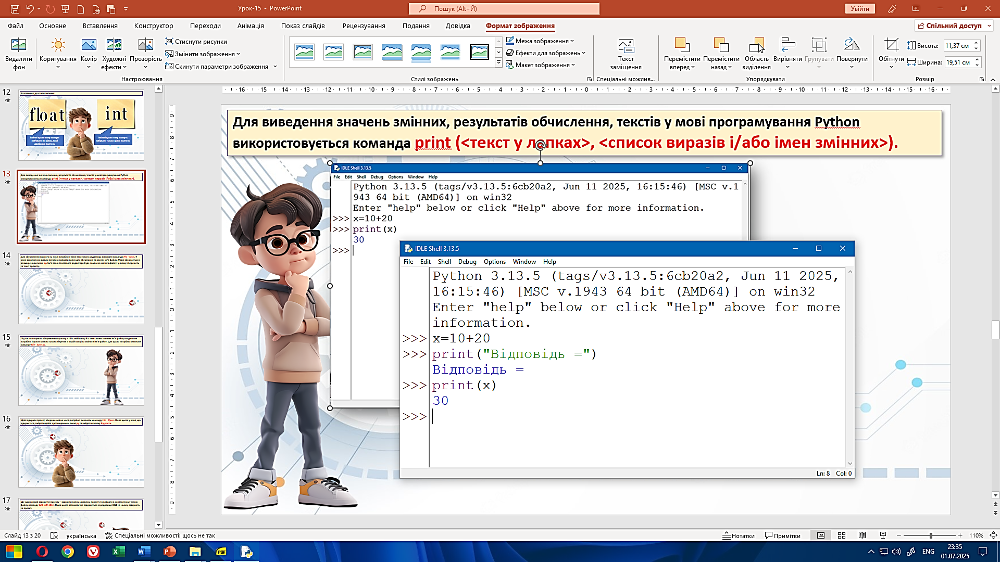 Урок-15 - PowerPoint
Пошук (Alt+Й)
Увійти
Файл
Основне
Вставлення
Конструктор
Переходи
Анімація
Показ слайдів
Рецензування
Подання
Довідка
Формат зображення
Спільний доступ
Видалити фон
Коригування
Колір
Художні ефекти
Прозорість
Стиснути рисунки
Змінити зображення
Скинути параметри зображення
Настроювання
Стилі зображень
Межа зображення
Ефекти для зображень
Макет зображення
Текст заміщення
Спеціальні можлив...
Перемістити вперед
Перемістити назад
Область виділення
Вирівняти
Групувати
Повернути
Упорядкувати
Обітнути
Висота: 11,37 см
Ширина: 19,51 см
Розмір
12
float
int
13
14
15
16
17
Для виведення значень змінних, результатів обчислення, текстів у мові програмування Python
використовується команда print (<текст у лапках>, <список виразів і/або імен змінних>).
IDLE Shell 3.13.5
File Edit Shell Debug Options Window Help
Python 3.13.5 (tags/v3.13.5:6cb20a2, Jun 11 2025, 16:15:46) [MSC v.1
943 64 bit (AMD64)] on win32
Enter "help" below or click "Help" above for more information.
>>> x=10+20
>>> print(x)
30
>>>
IDLE Shell 3.13.5
File Edit Shell Debug Options Window Help
Python 3.13.5 (tags/v3.13.5:6cb20a2, Jun 11 2025,
16:15:46) [MSC v.1943 64 bit (AMD64)] on win32
Enter "help" below or click "Help" above for more
information.
>>> x=10+20
>>> print("Відповідь =")
Відповідь =
>>> print(x)
30
>>>
Ln: 8 Col: 0
Слайд 13 з 20
українська
Спеціальні можливості: щось не так
Нотатки
Примітки
110%
ENG
23:35
01.07.2025